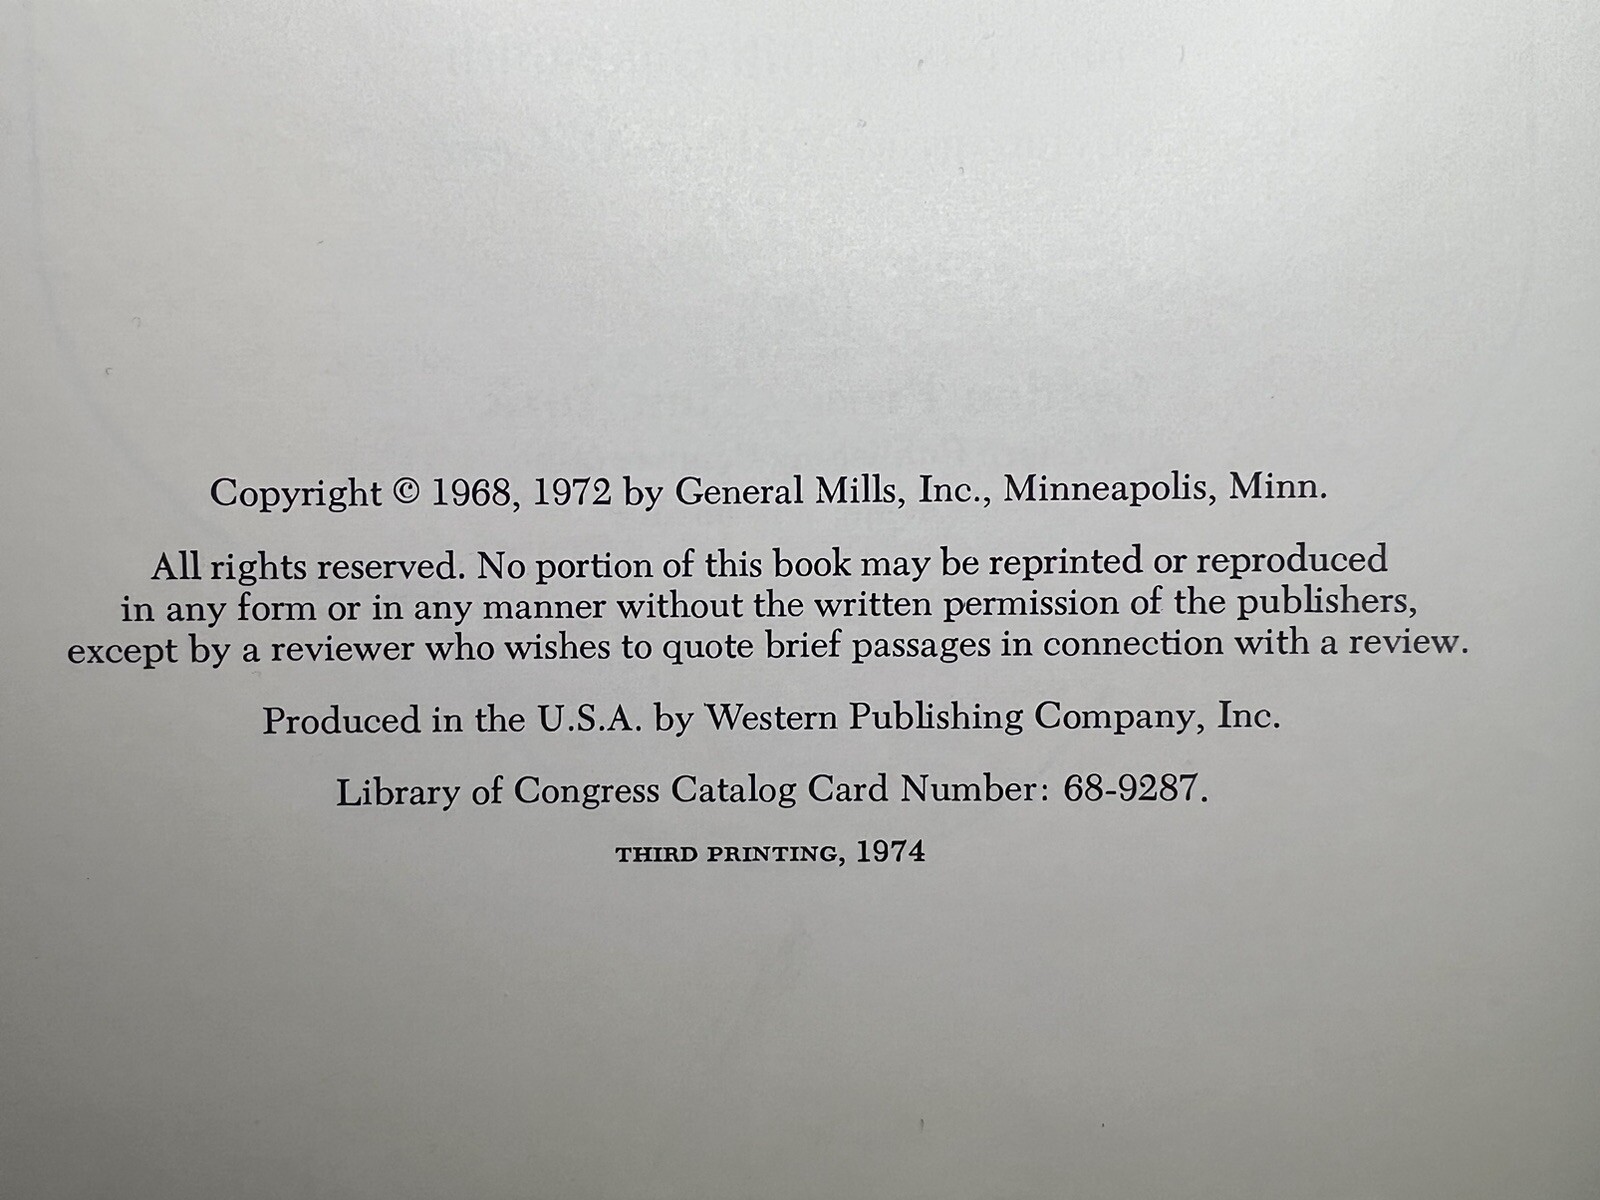 Copyright © 1968, 1972 by General Mills, Inc., Minneapolis, Minn.
All rights reserved. No portion of this book may be reprinted or reproduced
in any form or in any manner without the written permission of the publishers,
except by a reviewer who wishes to quote brief passages in connection with a review.
Produced in the U.S.A. by Western Publishing Company, Inc.
Library of Congress Catalog Card Number: 68-9287.
THIRD PRINTING, 1974